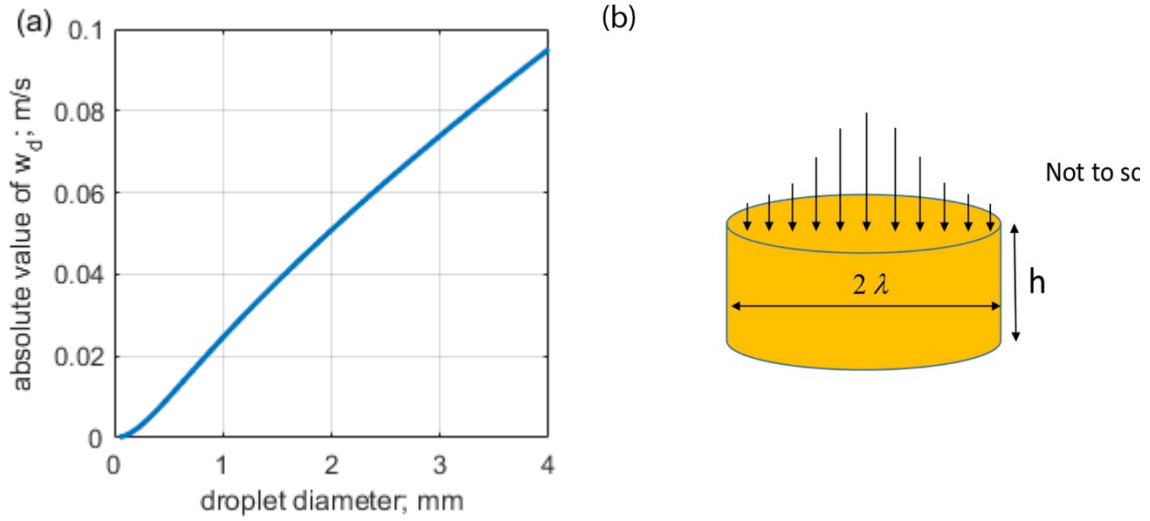 (a)
0.1
0.08
0.06
0.04
0.02
0
0 1 2 3 4
absolute value of w_d; m/s
droplet diameter; mm
(b)
Not to sc
2 λ
h